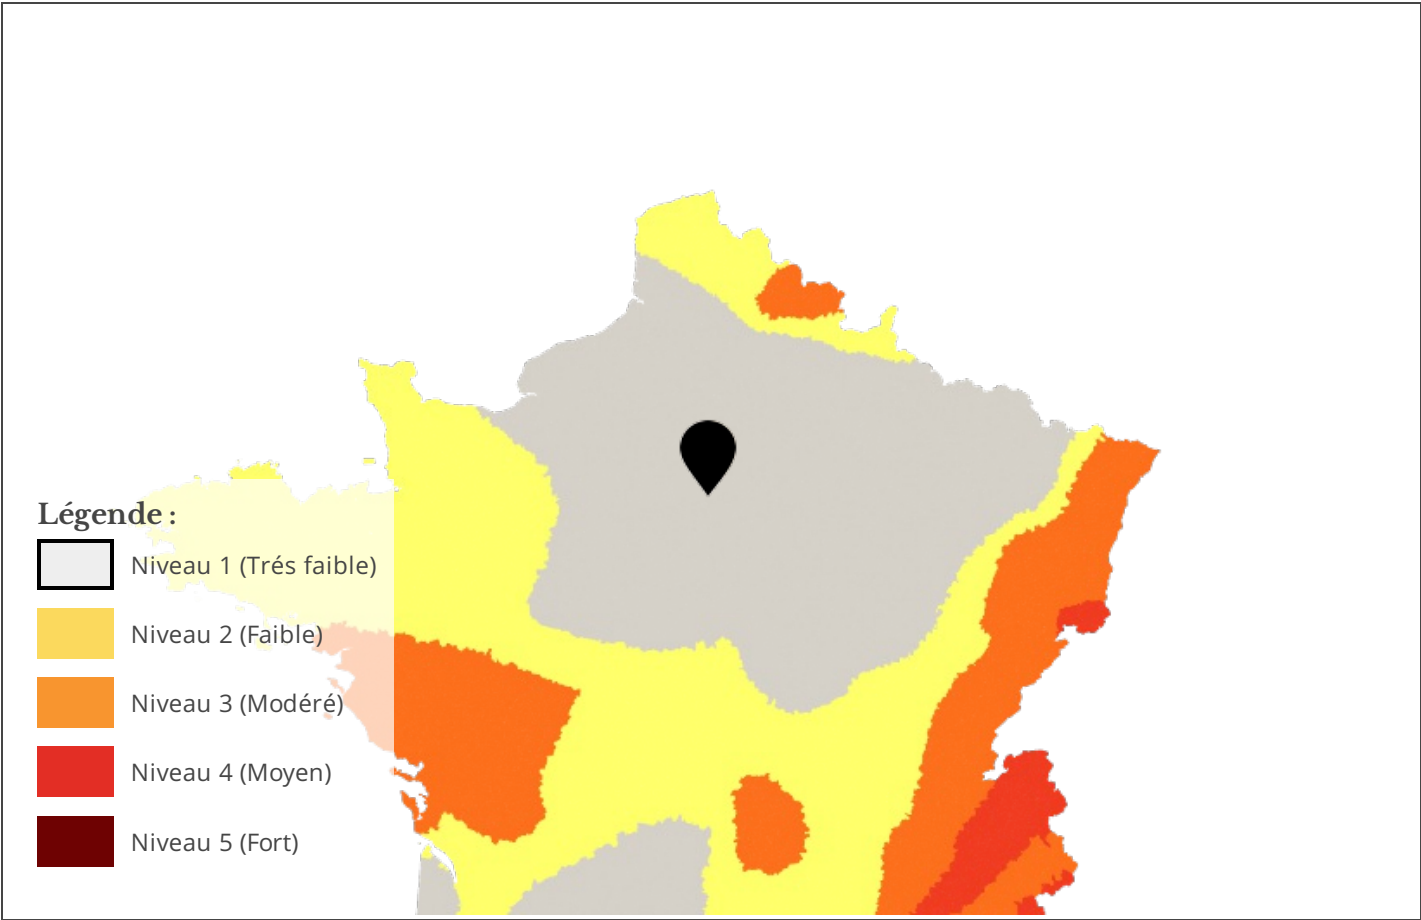 Légende :
Niveau 1 (Trés faible)
Niveau 2 (Faible)
Niveau 3 (Modéré)
Niveau 4 (Moyen)
Niveau 5 (Fort)